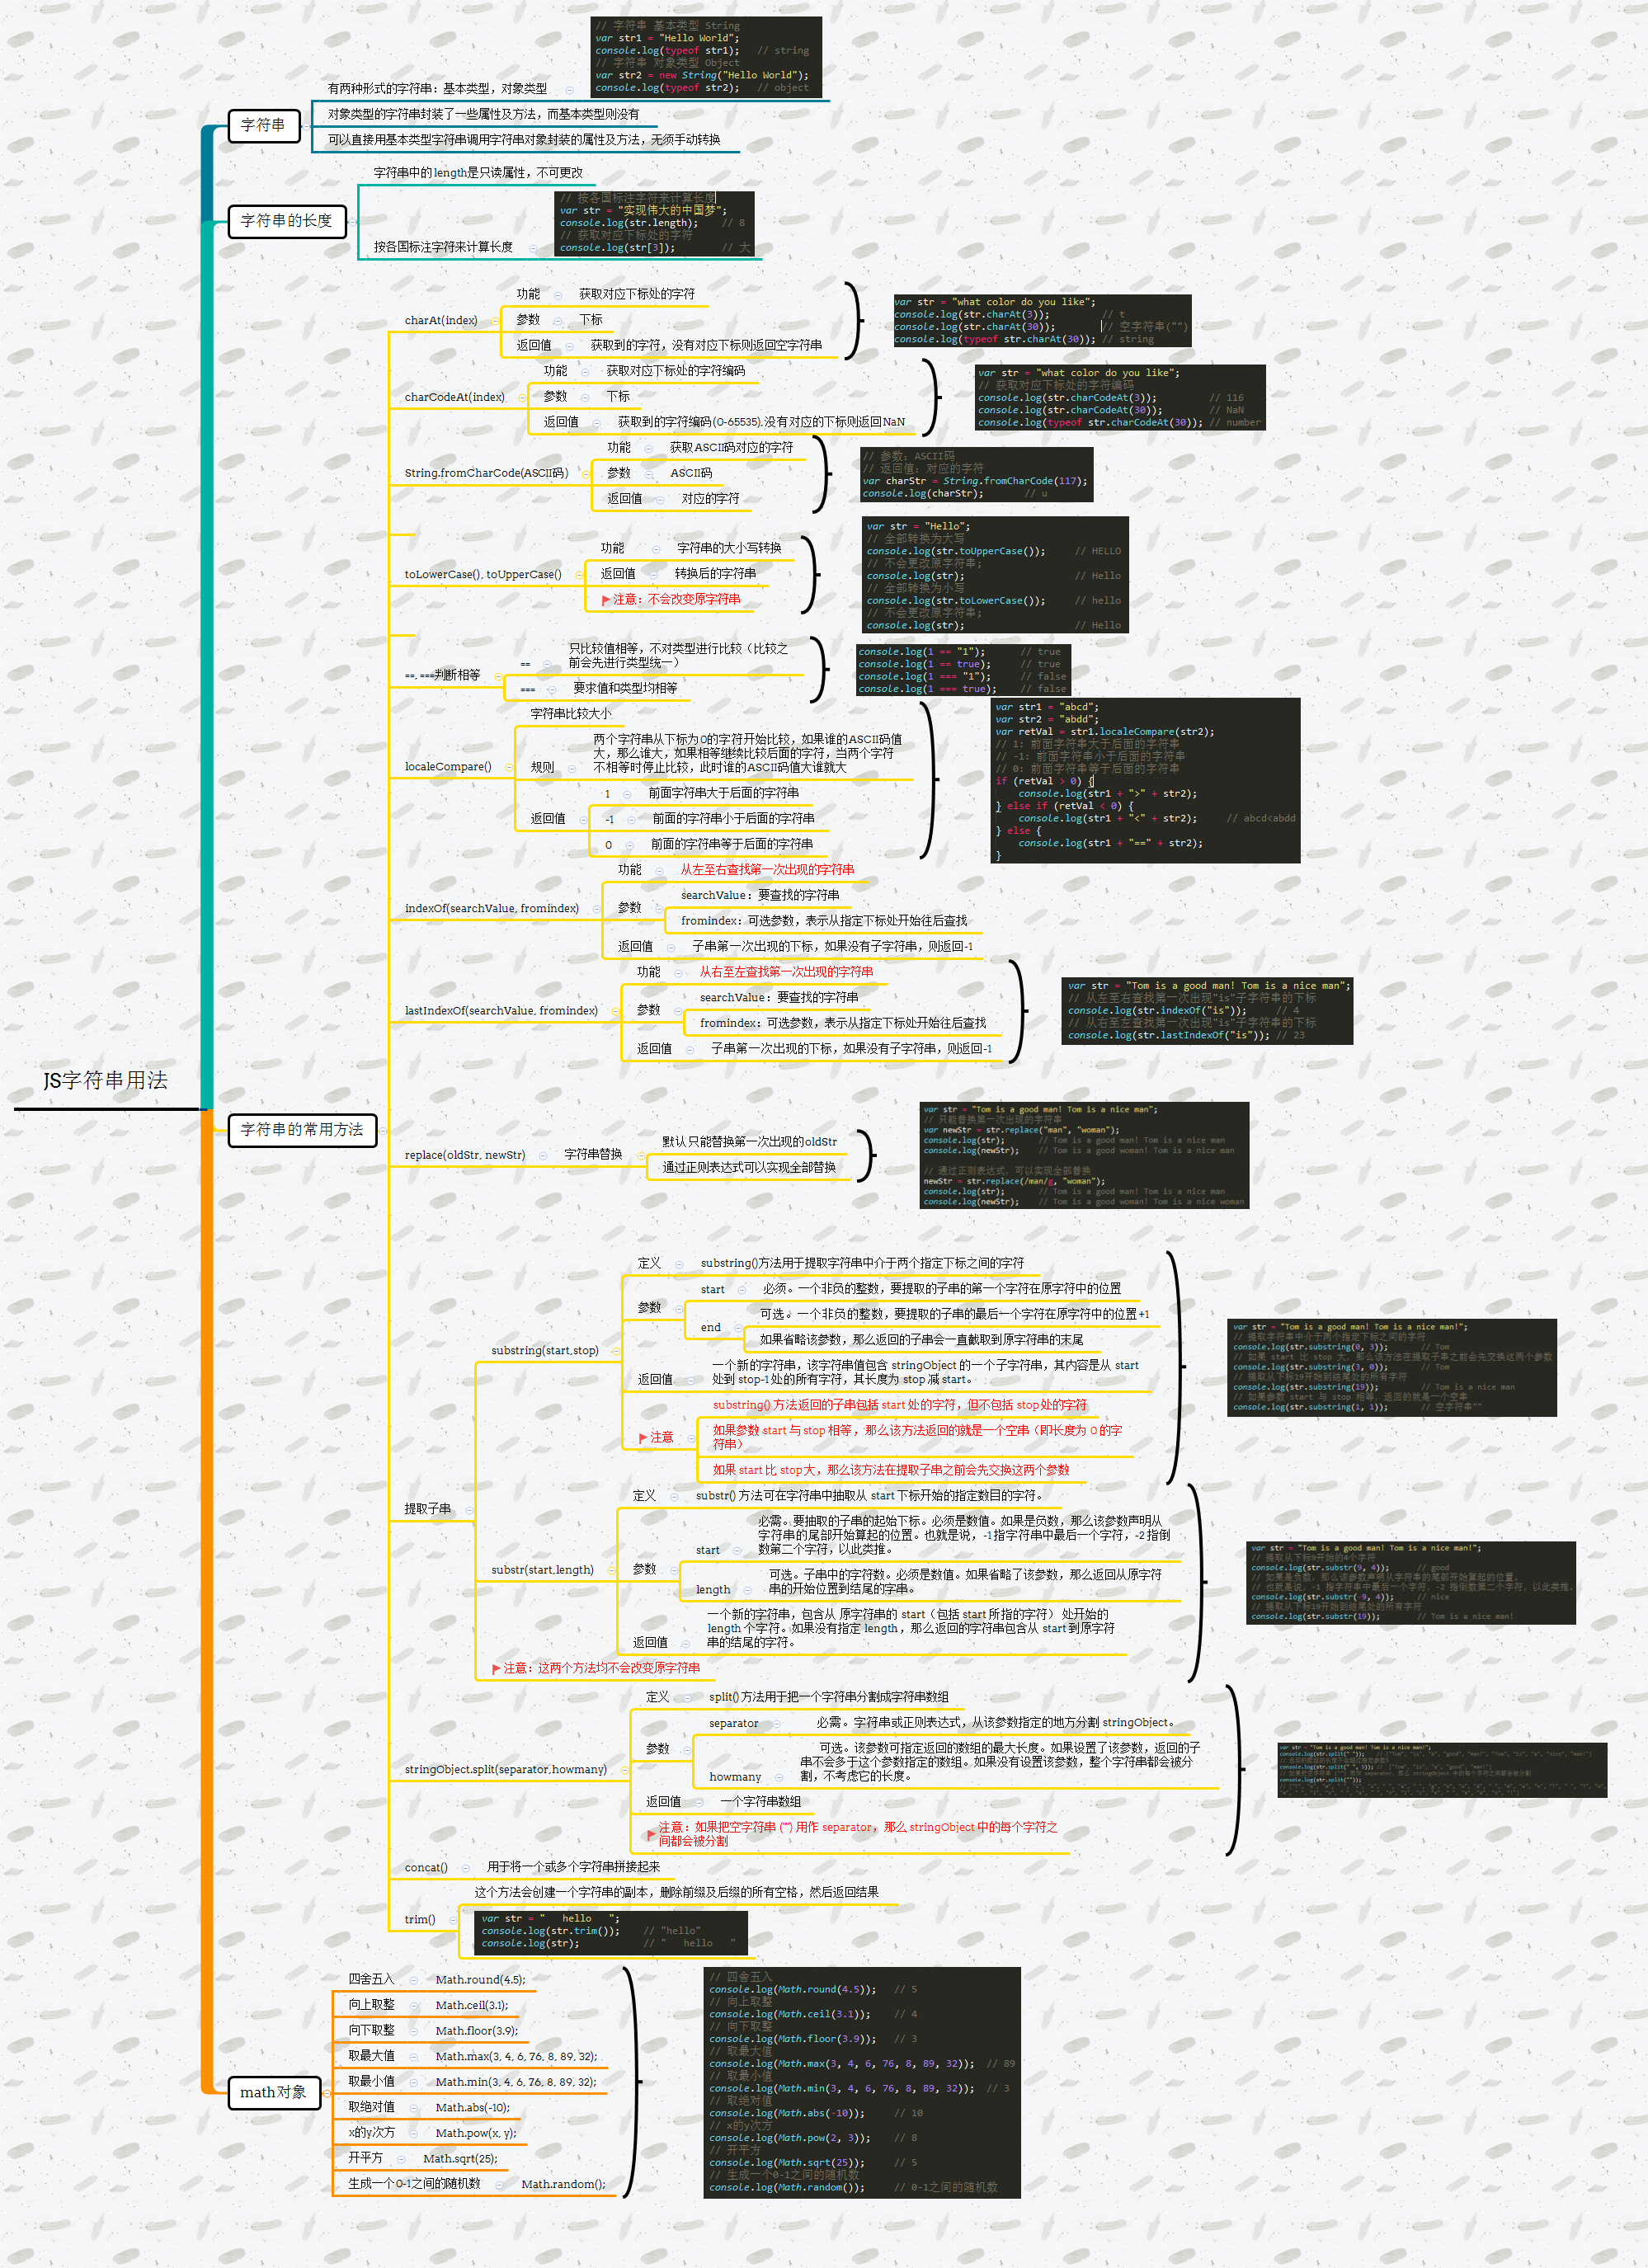 // 字符串 基本类型 String
var str1 = "Hello World";
console.log(typeof str1);   // string
// 字符串 对象类型 Object
var str2 = new String("Hello World");
console.log(typeof str2);   // object
有两种形式的字符串：基本类型，对象类型
字符串
对象类型的字符串封装了一些属性及方法，而基本类型则没有
可以直接用基本类型字符串调用字符串对象封装的属性及方法，无须手动转换
字符串中的length是只读属性，不可更改
字符串的长度
按各国标注字符来计算长度
// 按各国标注字符来计算长度
var str = "实现伟大的中国梦";
console.log(str.length);    // 8
// 获取对应下标处的字符
console.log(str[3]);        // 大
charAt(index)
功能 获取对应下标处的字符
参数 下标
返回值 获取到的字符，没有对应下标则返回空字符串
var str = "what color do you like";
console.log(str.charAt(3));         // t
console.log(str.charAt(30));        // 空字符串("")
console.log(typeof str.charAt(30)); // string
charCodeAt(index)
功能 获取对应下标处的字符编码
参数 下标
返回值 获取到的字符编码(0-65535),没有对应的下标则返回NaN
var str = "what color do you like";
// 获取对应下标处的字符编码
console.log(str.charCodeAt(3));         // 116
console.log(str.charCodeAt(30));        // NaN
console.log(typeof str.charCodeAt(30)); // number
String.fromCharCode(ASCII码)
功能 获取ASCII码对应的字符
参数 ASCII码
返回值 对应的字符
// 参数：ASCII码
// 返回值：对应的字符
var charStr = String.fromCharCode(117);
console.log(charStr);       // u
toLowerCase(), toUpperCase()
功能 字符串的大小写转换
返回值 转换后的字符串
注意：不会改变原字符串
var str = "Hello";
// 全部转换为大写
console.log(str.toUpperCase());     // HELLO
// 不会更改原字符串;
console.log(str);                   // Hello
// 全部转换为小写
console.log(str.toLowerCase());     // hello
// 不会更改原字符串;
console.log(str);                   // Hello
==, ===判断相等
== 只比较值相等，不对类型进行比较（比较之
前会先进行类型统一）
=== 要求值和类型均相等
console.log(1 == "1");      // true
console.log(1 == true);     // true
console.log(1 === "1");     // false
console.log(1 === true);    // false
localeCompare()
字符串比较大小
规则
两个字符串从下标为0的字符开始比较，如果谁的ASCII码值
大，那么谁大，如果相等继续比较后面的字符，当两个字符
不相等时停止比较，此时谁的ASCII码值大谁就大
返回值
1 前面字符串大于后面的字符串
-1 前面的字符串小于后面的字符串
0 前面的字符串等于后面的字符串
var str1 = "abcd";
var str2 = "abdd";
var retVal = str1.localeCompare(str2);
// 1: 前面字符串大于后面的字符串
// -1: 前面字符串小于后面的字符串
// 0: 前面字符串等于后面的字符串
if (retVal > 0) {
console.log(str1 + ">" + str2);
} else if (retVal < 0) {
console.log(str1 + "<" + str2);     // abcd<abdd
} else {
console.log(str1 + "==" + str2);
}
indexOf(searchValue, fromindex)
功能 从左至右查找第一次出现的字符串
参数
searchValue：要查找的字符串
fromindex：可选参数，表示从指定下标处开始往后查找
返回值 子串第一次出现的下标，如果没有子字符串，则返回-1
lastIndexOf(searchValue, fromindex)
功能 从右至左查找第一次出现的字符串
参数
searchValue：要查找的字符串
fromindex：可选参数，表示从指定下标处开始往后查找
返回值 子串第一次出现的下标，如果没有子字符串，则返回-1
var str = "Tom is a good man! Tom is a nice man";
// 从左至右查找第一次出现"is"子字符串的下标
console.log(str.indexOf("is"));     // 4
// 从右至左查找第一次出现"is"子字符串的下标
console.log(str.lastIndexOf("is")); // 23
JS字符串用法
字符串的常用方法
replace(oldStr, newStr) 字符串替换
默认只能替换第一次出现的oldStr
通过正则表达式可以实现全部替换
var str = "Tom is a good man! Tom is a nice man";
// 只能替换第一次出现的字符串
var newStr = str.replace("man", "woman");
console.log(str);       // Tom is a good man! Tom is a nice man
console.log(newStr);    // Tom is a good woman! Tom is a nice man
// 通过正则表达式，可以实现全部替换
newStr = str.replace(/man/g, "woman");
console.log(str);       // Tom is a good man! Tom is a nice man
console.log(newStr);    // Tom is a good woman! Tom is a nice woman
提取子串
substring(start,stop)
定义 substring()方法用于提取字符串中介于两个指定下标之间的字符
参数
start 必须。一个非负的整数，要提取的子串的第一个字符在原字符中的位置
end
可选。一个非负的整数，要提取的子串的最后一个字符在原字符中的位置+1
如果省略该参数，那么返回的子串会一直截取到原字符串的末尾
返回值
一个新的字符串，该字符串值包含 stringObject 的一个子字符串，其内容是从 start
处到 stop-1 处的所有字符，其长度为 stop 减 start。
注意
substring() 方法返回的子串包括 start 处的字符，但不包括 stop处的字符
如果参数 start 与 stop 相等，那么该方法返回的就是一个空串（即长度为 0 的字
符串）
如果 start 比 stop大，那么该方法在提取子串之前会先交换这两个参数
var str = "Tom is a good man! Tom is a nice man!";
// 提取字符串中介于两个指定下标之间的字符
console.log(str.substring(0, 3));       // Tom
// 如果 start 比 stop 大，那么该方法在提取子串之前会先交换这两个参数
console.log(str.substring(3, 0));       // Tom
// 提取从下标19开始到结尾处的所有字符
console.log(str.substring(19));         // Tom is a nice man
// 如果参数 start 与 stop 相等，返回的就是一个空串
console.log(str.substring(1, 1));       // 空字符串""
substr(start,length)
定义 substr() 方法可在字符串中抽取从 start 下标开始的指定数目的字符。
参数
start
必需。要抽取的子串的起始下标。必须是数值。如果是负数，那么该参数声明从
字符串的尾部开始算起的位置。也就是说，-1 指字符串中最后一个字符，-2 指倒
数第二个字符，以此类推。
length
可选。子串中的字符数。必须是数值。如果省略了该参数，那么返回从原字符
串的开始位置到结尾的字串。
返回值
一个新的字符串，包含从 原字符串的 start（包括 start 所指的字符） 处开始的
length 个字符。如果没有指定 length，那么返回的字符串包含从 start 到原字符
串的结尾的字符。
注意：这两个方法均不会改变原字符串
var str = "Tom is a good man! Tom is a nice man!";
// 提取从下标9开始的4个字符
console.log(str.substr(9, 4));      // good
// 如果是负数，那么该参数声明从字符串的尾部开始算起的位置。
// 也就是说，-1 指字符串中最后一个字符，-2 指倒数第二个字符，以此类推。
console.log(str.substr(-9, 4));     // nice
// 提取从下标19开始到结尾处的所有字符
console.log(str.substr(19));        // Tom is a nice man!
stringObject.split(separator,howmany)
定义 split() 方法用于把一个字符串分割成字符串数组
参数
separator 必需。字符串或正则表达式，从该参数指定的地方分割 stringObject。
howmany
可选。该参数可指定返回的数组的最大长度。如果设置了该参数，返回的子
串不会多于这个参数指定的数组。如果没有设置该参数，整个字符串都会被分
割，不考虑它的长度。
返回值 一个字符串数组
注意：如果把空字符串 ("") 用作 separator，那么 stringObject 中的每个字符之
间都会被分割
var str = "Tom is a good man! Tom is a nice man!";
concat() 用于将一个或多个字符串拼接起来
trim()
这个方法会创建一个字符串的副本，删除前缀及后缀的所有空格，然后返回结果
var str = "   hello   ";
console.log(str.trim());    // "hello"
console.log(str);           // "   hello   "
math对象
四舍五入 Math.round(4.5);
向上取整 Math.ceil(3.1);
向下取整 Math.floor(3.9);
取最大值 Math.max(3, 4, 6, 76, 8, 89, 32);
取最小值 Math.min(3, 4, 6, 76, 8, 89, 32);
取绝对值 Math.abs(-10);
x的y次方 Math.pow(x, y);
开平方 Math.sqrt(25);
生成一个0-1之间的随机数 Math.random();
// 四舍五入
console.log(Math.round(4.5));   // 5
// 向上取整
console.log(Math.ceil(3.1));    // 4
// 向下取整
console.log(Math.floor(3.9));   // 3
// 取最大值
console.log(Math.max(3, 4, 6, 76, 8, 89, 32));  // 89
// 取最小值
console.log(Math.min(3, 4, 6, 76, 8, 89, 32));  // 3
// 取绝对值
console.log(Math.abs(-10));     // 10
// x的y次方
console.log(Math.pow(2, 3));    // 8
// 开平方
console.log(Math.sqrt(25));     // 5
// 生成一个0-1之间的随机数
console.log(Math.random());     // 0-1之间的随机数